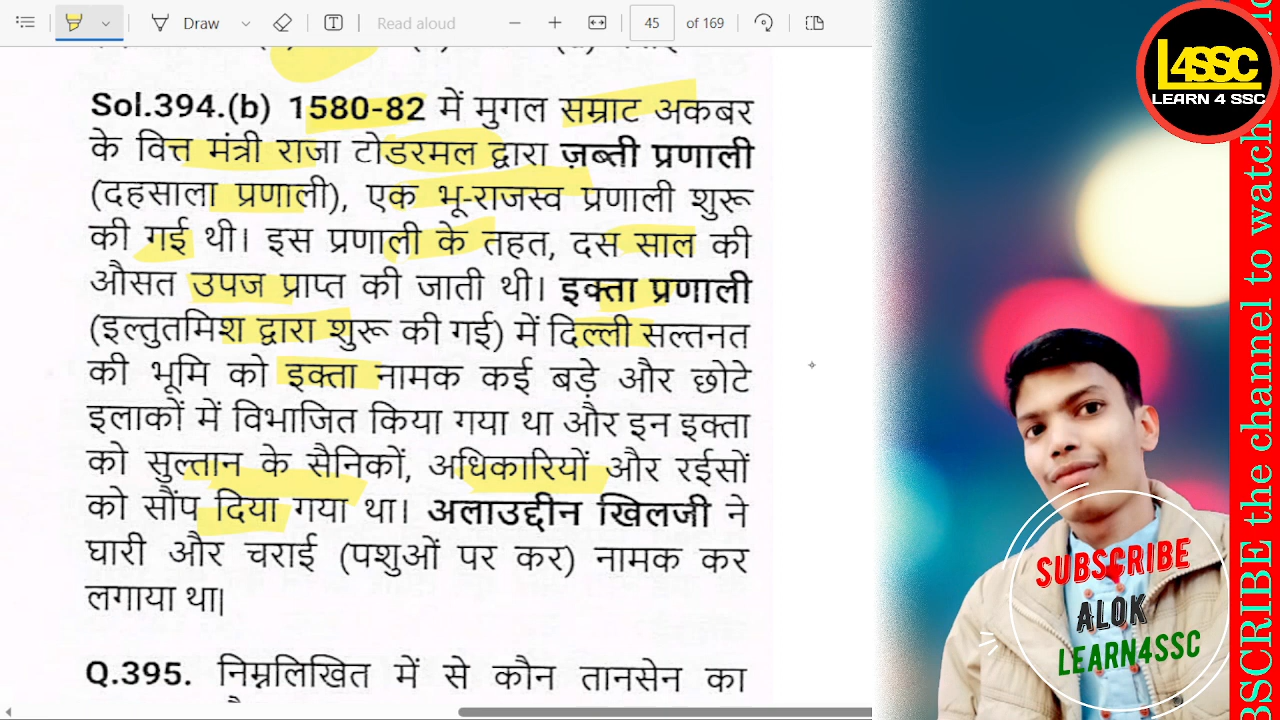 Draw
Read aloud
45
of 169
Sol.394.(b) 1580-82 में मुगल सम्राट अकबर
के वित्त मंत्री राजा टोडरमल द्वारा ज़ब्ती प्रणाली
(दहसाला प्रणाली), एक भू-राजस्व प्रणाली शुरू
की गई थी। इस प्रणाली के तहत, दस साल की
औसत उपज प्राप्त की जाती थी। इक्ता प्रणाली
(इल्तुतमिश द्वारा शुरू की गई) में दिल्ली सल्तनत
की भूमि को इक्ता नामक कई बड़े और छोटे
इलाकों में विभाजित किया गया था और इन इक्ता
को सुल्तान के सैनिकों, अधिकारियों और रईसों
को सौंप दिया गया था। अलाउद्दीन खिलजी ने
घारी और चराई (पशुओं पर कर) नामक कर
लगाया था|
Q.395. निम्नलिखित में से कौन तानसेन का
L4SSC
LEARN 4 SSC
SUBSCRIBE
ALOK
LEARN4SSC
SUBSCRIBE the channel to watch